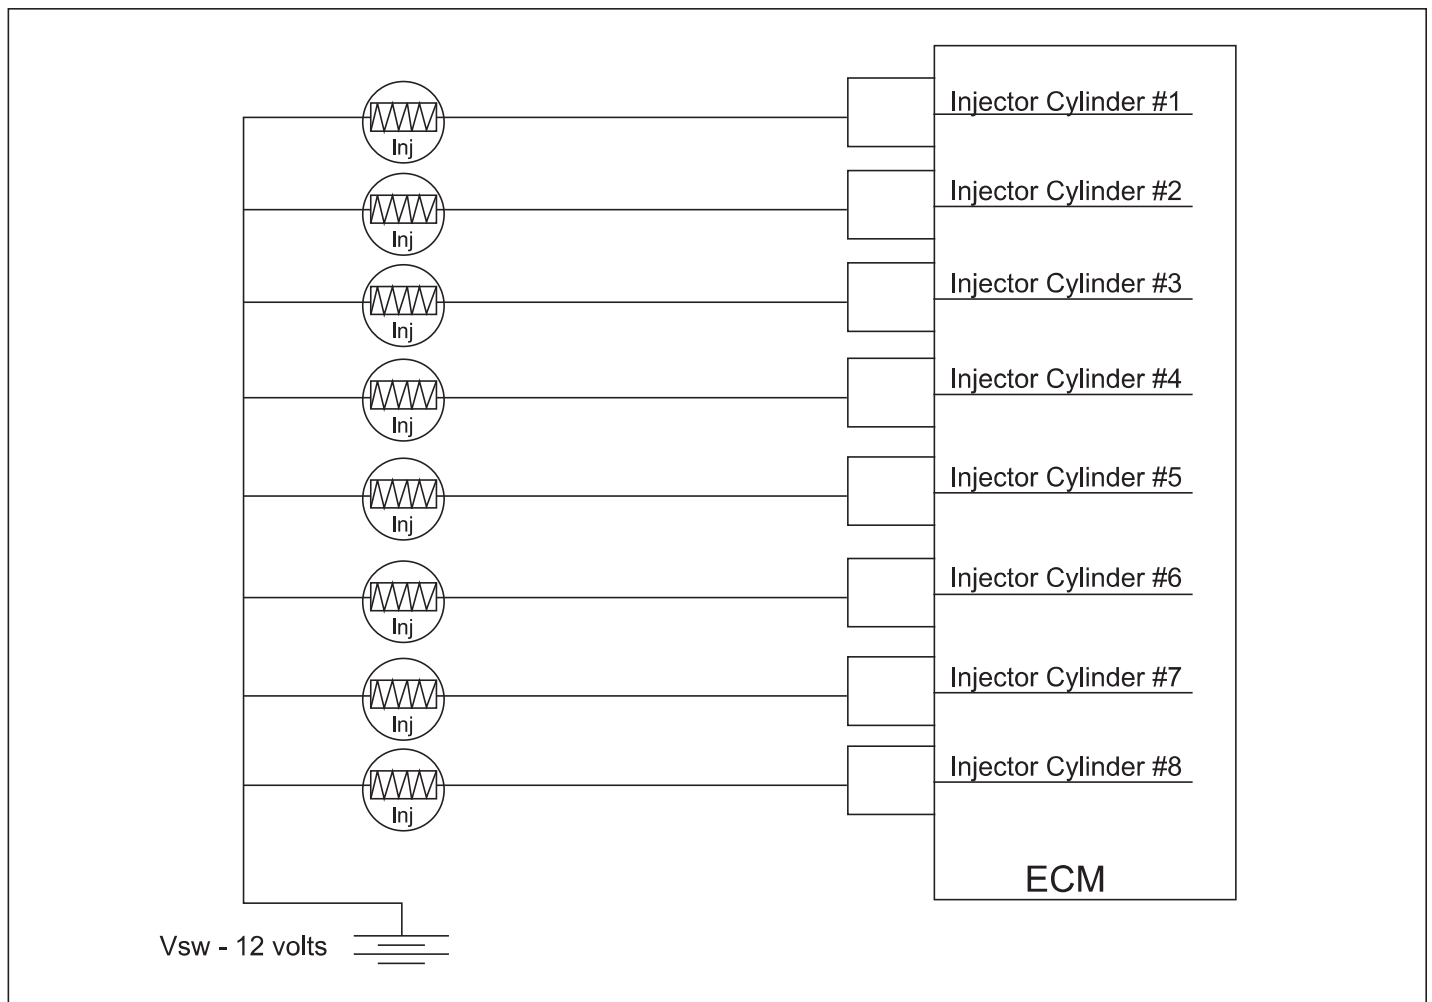 Injector Cylinder #1
Inj
Injector Cylinder #2
Inj
Injector Cylinder #3
Inj
Injector Cylinder #4
Inj
Injector Cylinder #5
Inj
Injector Cylinder #6
Inj
Injector Cylinder #7
Inj
Injector Cylinder #8
Inj
ECM
Vsw - 12 volts